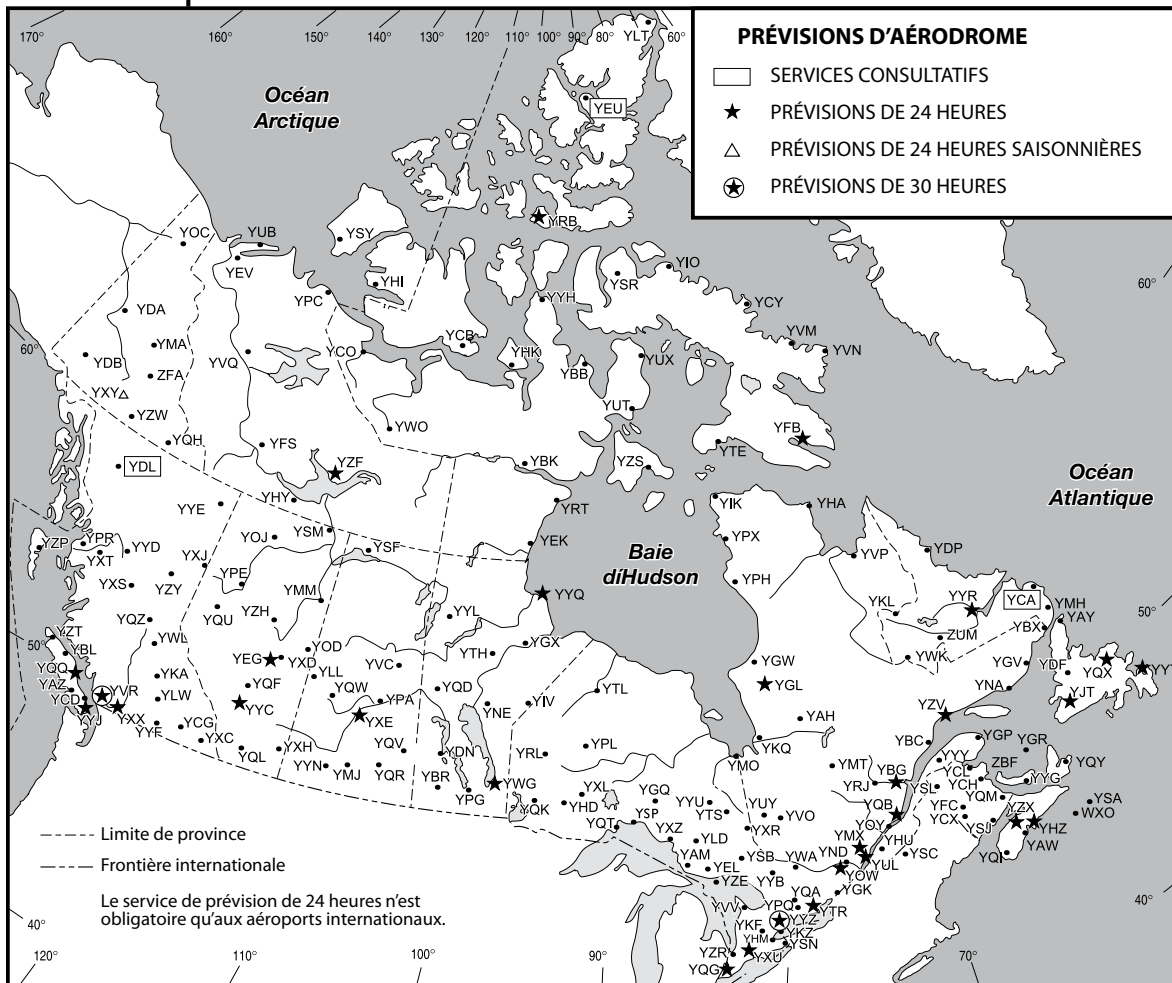 170°
160°
150°
140°
130°
120°
110°
100°
90°
80°
60°
YLT
PRÉVISIONS D'AÉRODROME
SERVICES CONSULTATIFS
PRÉVISIONS DE 24 HEURES
PRÉVISIONS DE 24 HEURES SAISONNIÈRES
PRÉVISIONS DE 30 HEURES
Océan
Arctique
YEU
YRB
YOC
YUB
YSY
YEV
YHI
YPC
YIO
YSR
YYH
YCY
60°
YDA
YMA
YDB
YVQ
YCO
YCB
YHK
YBB
YUX
YVM
YVN
60°
ZFA
YXY
YZW
YQH
YFS
YWO
YUT
YFB
YTE
YDL
YZF
YBK
YZS
Océan
Atlantique
YYE
YHY
YRT
YIK
YHA
YZP
YPR
YXT
YYD
YXJ
YOJ
YSM
YSF
YEK
YPX
Baie
díHudson
YVP
YDP
YXS
YZY
YPE
YMM
YYQ
YPH
YKL
YYR
YCA
YMH
YAY
50°
YQZ
YQU
YZH
YYL
ZUM
YBX
50°
YZT
YBL
YWL
YEG
YXD
YOD
YLL
YVC
YTH
YGX
YGW
YWK
YGV
YDF
YQX
YYT
YQQ
YAZ
YCD
YYJ
YVR
YXX
YKA
YLW
YYF
YQF
YYC
YQW
YPA
YXE
YQD
YNE
YIV
YTL
YGL
YNA
YJT
YZV
YCG
YXC
YQL
YXH
YQV
YDN
YRL
YPL
YAH
YKQ
YMO
YBC
YGP
YGR
YQY
YYN
YMJ
YQR
YBR
YPG
YWG
YQK
YHD
YXL
YGQ
YQT
YSP
YMT
YRJ
YBG
YYY
YCL
YSL
YCH
ZBF
YYG
YSA
WXO
YYU
YTS
YUY
YVO
YXR
YQB
YOY
YFC
YCX
YQM
YSJ
YZX
YHZ
YAW
YQI
YXZ
YLD
YMX
YHU
YSC
YND
YUL
YOW
YAM
YEL
YZE
YSB
YWA
YYB
YQA
YGK
YVV
YPQ
YTR
YYZ
YKF
YKZ
YHM
YSN
YZR
YXU
YQG
Limite de province
Frontière internationale
Le service de prévision de 24 heures n'est
obligatoire qu'aux aéroports internationaux.
40°
40°
120°
110°
100°
90°
70°